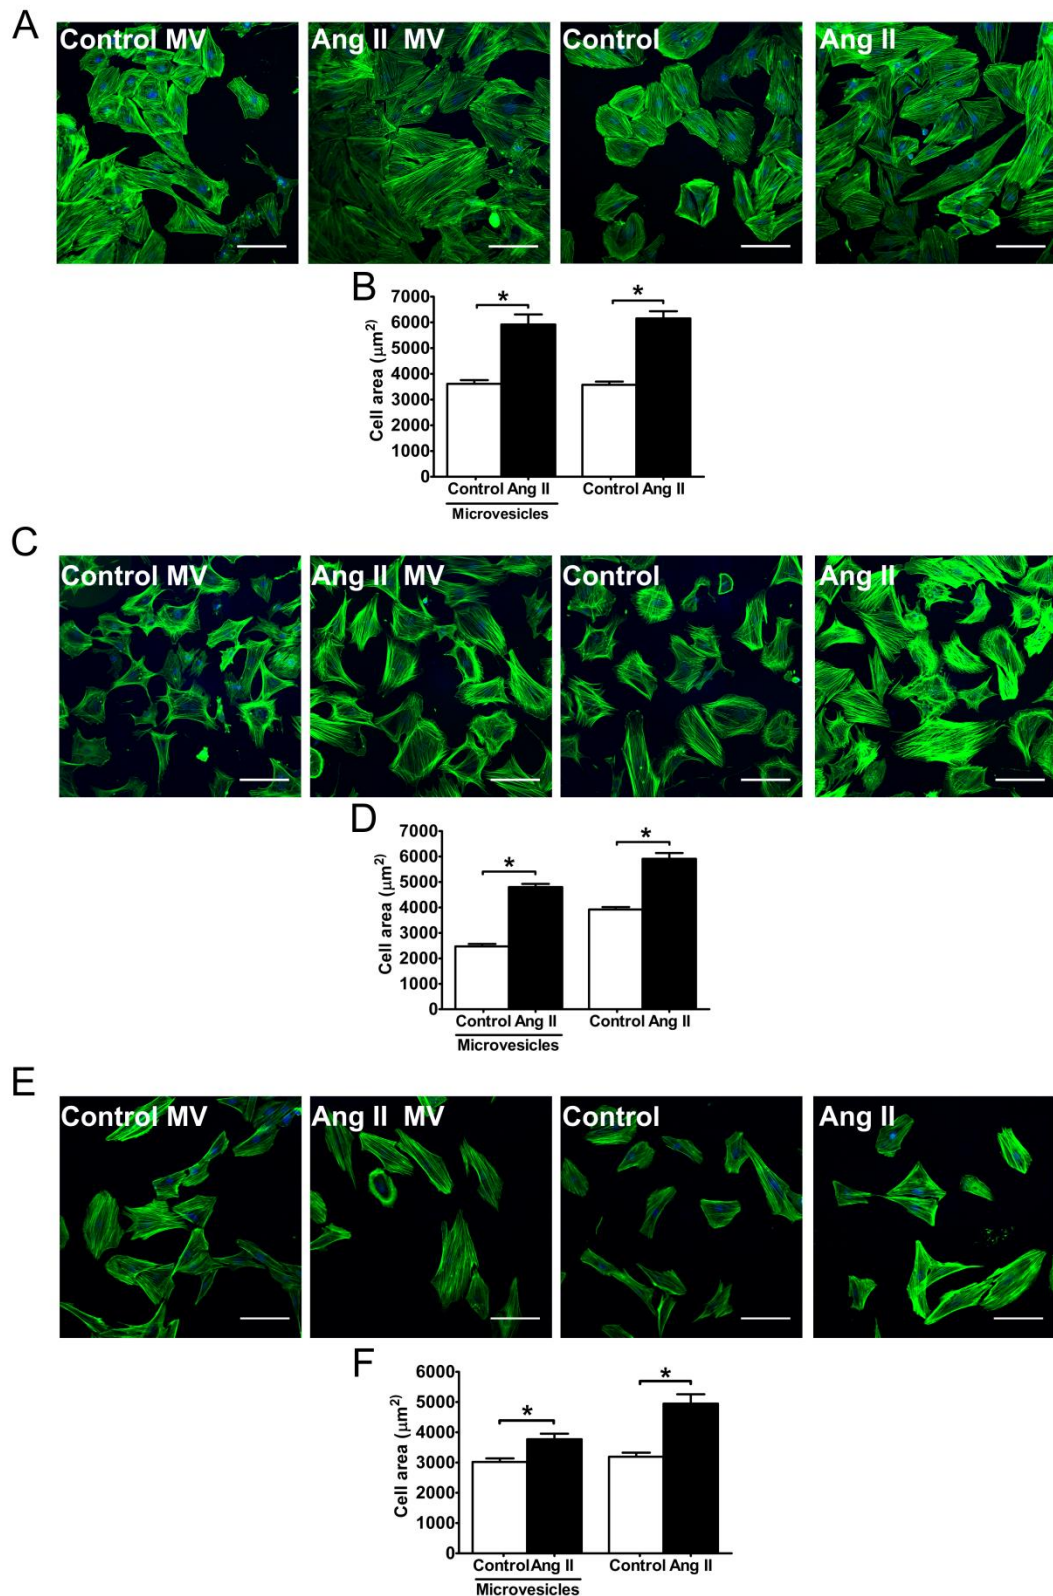 A
Control MV Ang II MV Control Ang II
B
7000
6000
5000
4000
3000
2000
1000
0
Cell area (μm²)
* *
Control Ang II Control Ang II
Microvesicles
C
Control MV Ang II MV Control Ang II
D
7000
6000
5000
4000
3000
2000
1000
0
Cell area (μm²)
* *
Control Ang II Control Ang II
Microvesicles
E
Control MV Ang II MV Control Ang II
F
6000
5000
4000
3000
2000
1000
0
Cell area (μm²)
* *
ControlAng II Control Ang II
Microvesicles